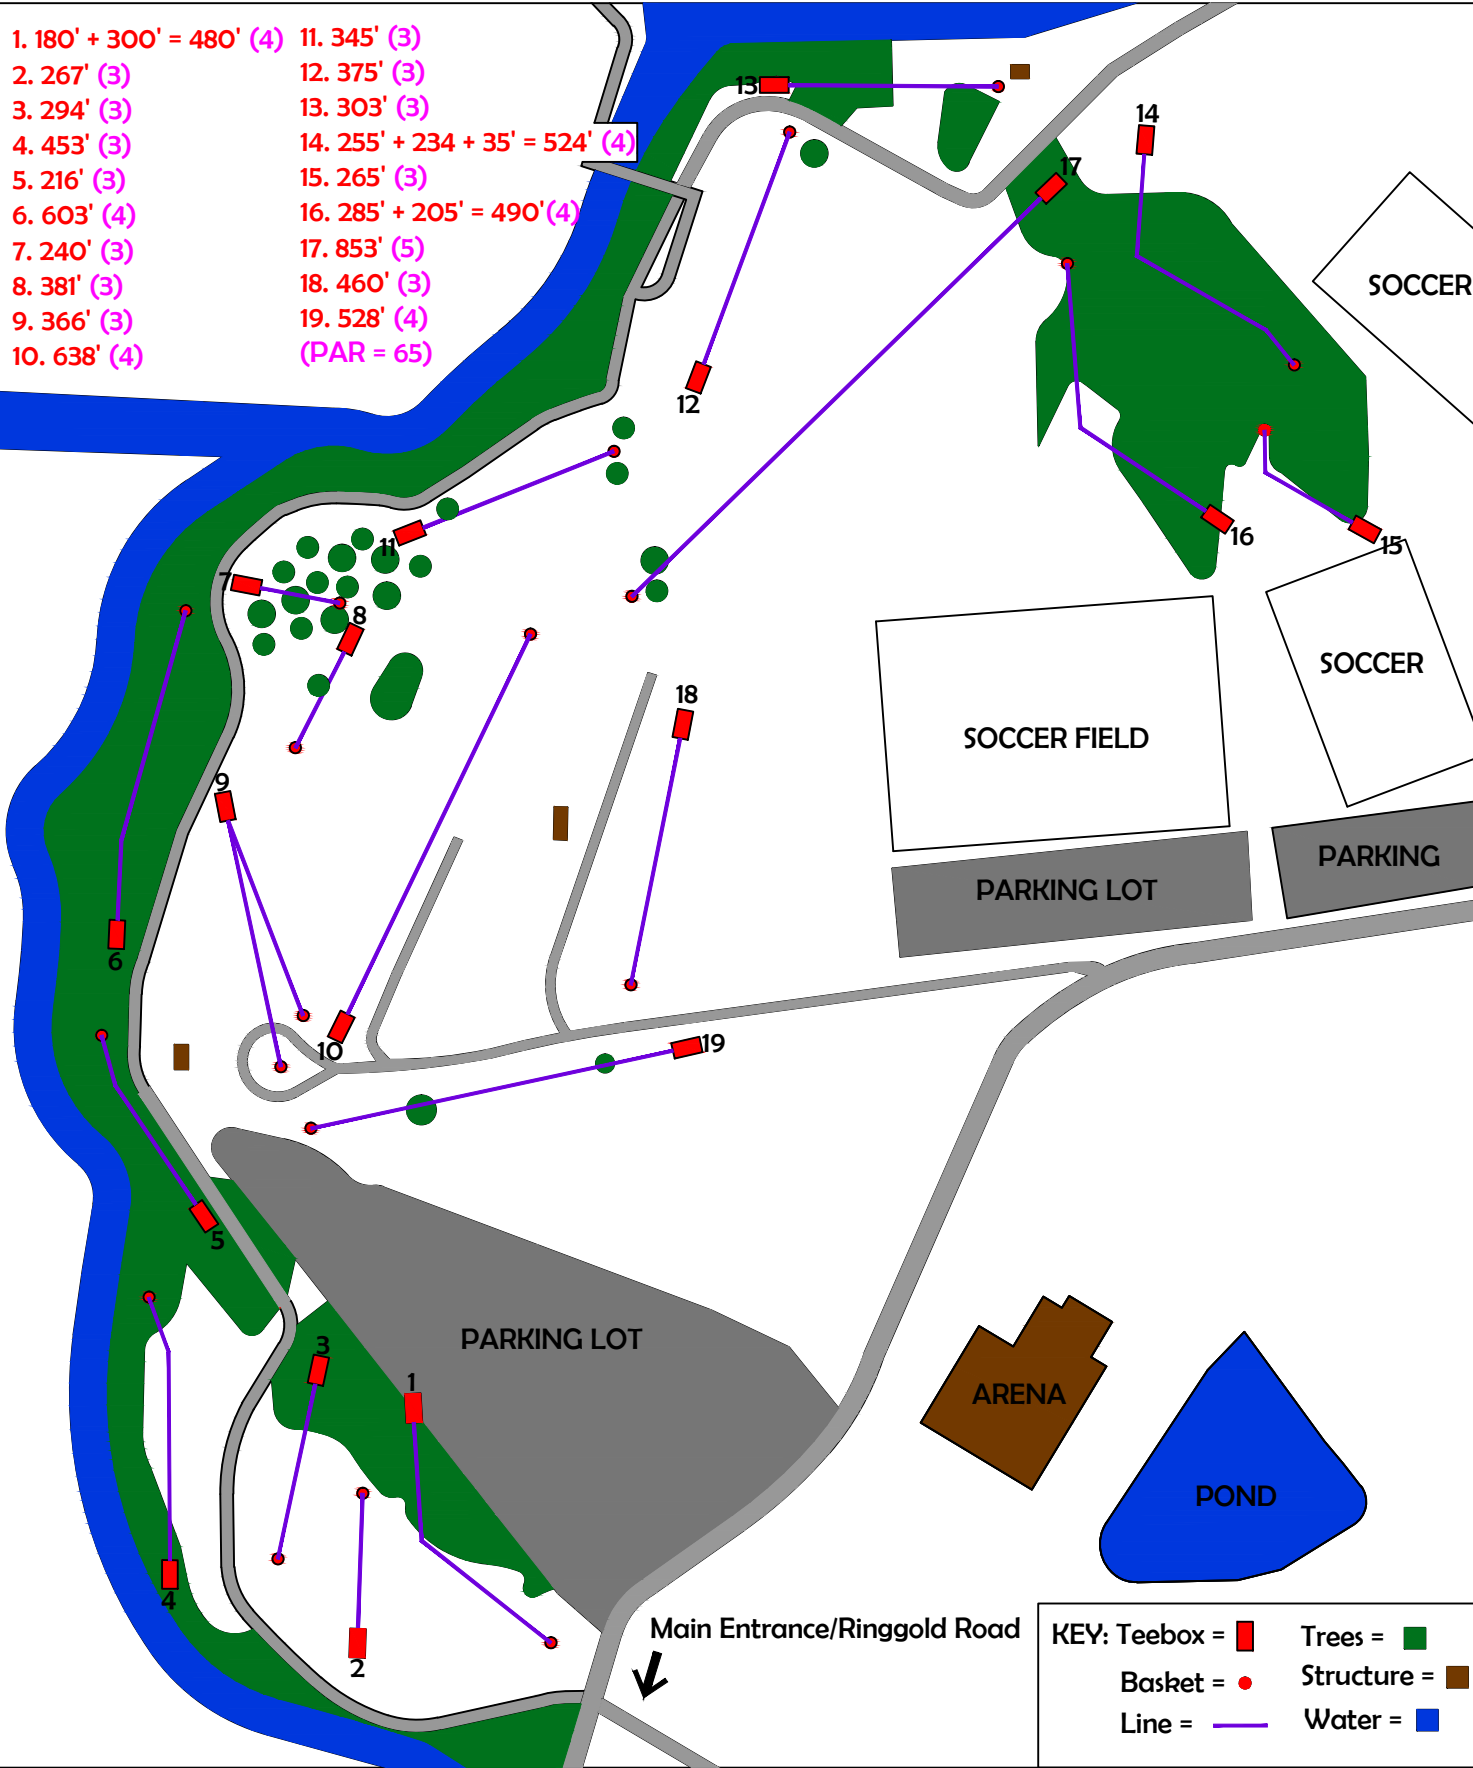 1. 180' + 300' = 480' (4)
2. 267' (3)
3. 294' (3)
4. 453' (3)
5. 216' (3)
6. 603' (4)
7. 240' (3)
8. 381' (3)
9. 366' (3)
10. 638' (4)
11. 345' (3)
12. 375' (3)
13. 303' (3)
14. 255' + 234 + 35' = 524' (4)
15. 265' (3)
16. 285' + 205' = 490'(4)
17. 853' (5)
18. 460' (3)
19. 528' (4)
(PAR = 65)
13
14
17
SOCCER
12
11
16
15
7
8
SOCCER
18
SOCCER FIELD
9
PARKING
PARKING LOT
6
10
19
5
PARKING LOT
3
1
ARENA
POND
4
2
Main Entrance/Ringgold Road
KEY: Teebox =
Trees =
Basket =
Structure =
Line =
Water =